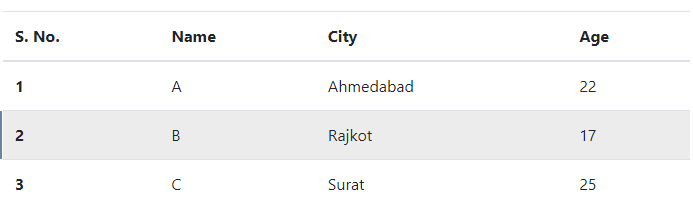 S. No. Name City Age
1 A Ahmedabad 22
2 B Rajkot 17
3 C Surat 25